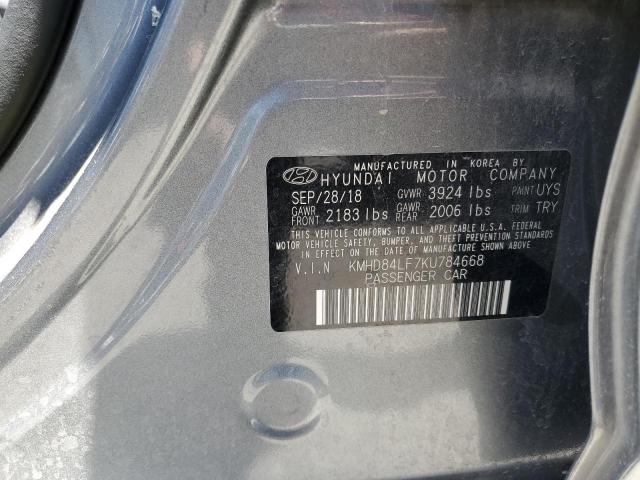 MANUFACTURED IN KOREA BY
HYUNDAI MOTOR COMPANY
SEP/28/18 GVWR 3924 lbs PAINT UYS
GAWR FRONT 2183 lbs GAWR REAR 2006 lbs TRIM TRY
THIS VEHICLE CONFORMS TO ALL APPLICABLE U.S.A. FEDERAL
MOTOR VEHICLE SAFETY, BUMPER, AND THEFT PREVENTION STANDARDS
IN EFFECT ON THE DATE OF MANUFACTURE SHOWN ABOVE.
V.I.N KMHD84LF7KU784668
PASSENGER CAR